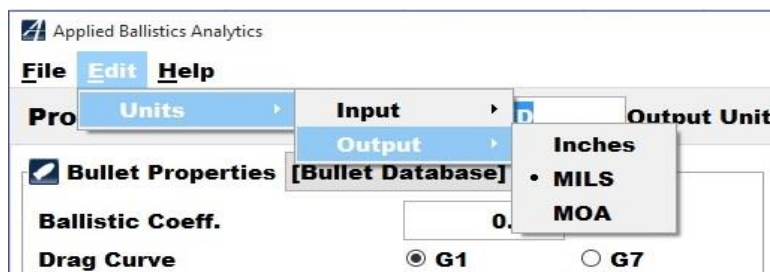 Applied Ballistics Analytics
File Edit Help
Units Input
Output Unit
Output
Inches
MILS
MOA
Bullet Properties [Bullet Database]
Ballistic Coeff. 0.
Drag Curve G1 G7